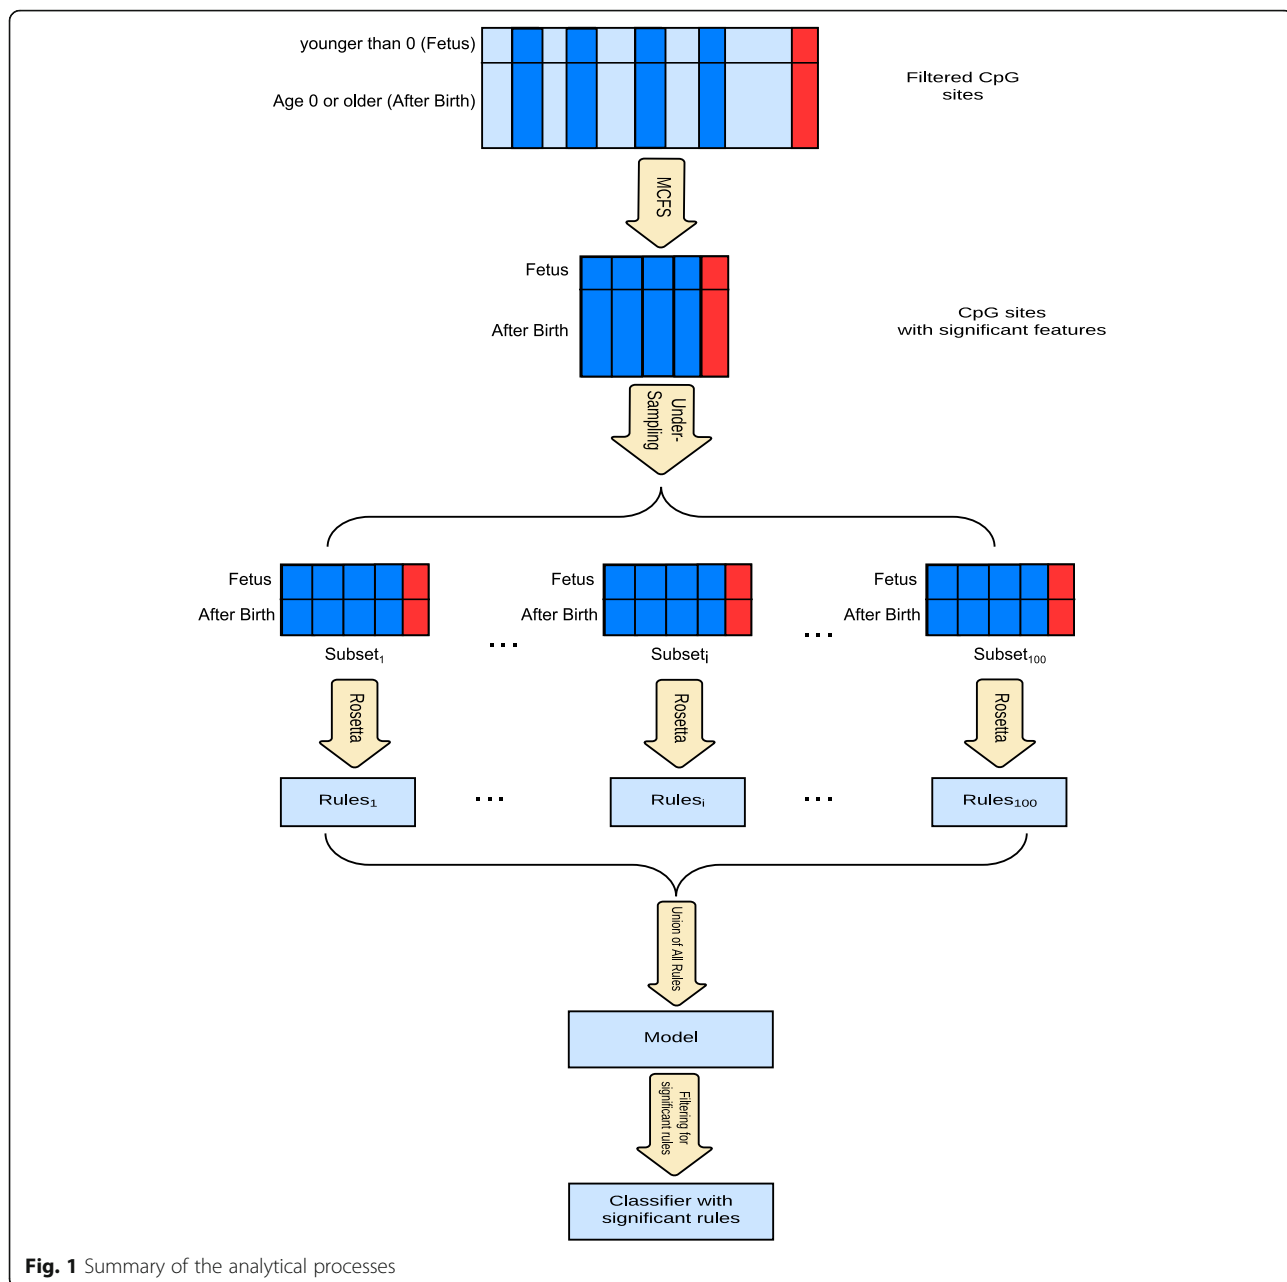 younger than 0 (Fetus)
Age 0 or older (After Birth)
Filtered CpG
sites
MCFS
Fetus
After Birth
CpG sites
with significant features
Under-
Sampling
Fetus
After Birth
Subset₁
...
Fetus
After Birth
Subseti
...
Fetus
After Birth
Subset₁₀₀
Rosetta
Rosetta
Rosetta
Rules₁
...
Rulesᵢ
...
Rules₁₀₀
Union of All Rules
Model
Filtering for
significant rules
Classifier with
significant rules
Fig. 1 Summary of the analytical processes